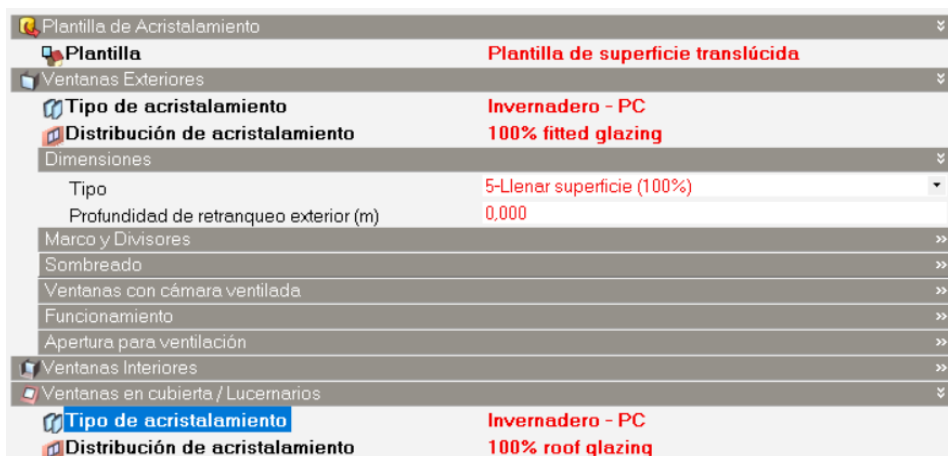 Plantilla de Acristalamiento
Plantilla Plantilla de superficie translúcida
Ventanas Exteriores
Tipo de acristalamiento Invernadero - PC
Distribución de acristalamiento 100% fitted glazing
Dimensiones
Tipo 5-Llenar superficie (100%)
Profundidad de retranqueo exterior (m) 0,000
Marco y Divisores
Sombreado
Ventanas con cámara ventilada
Funcionamiento
Apertura para ventilación
Ventanas Interiores
Ventanas en cubierta / Lucernarios
Tipo de acristalamiento Invernadero - PC
Distribución de acristalamiento 100% roof glazing